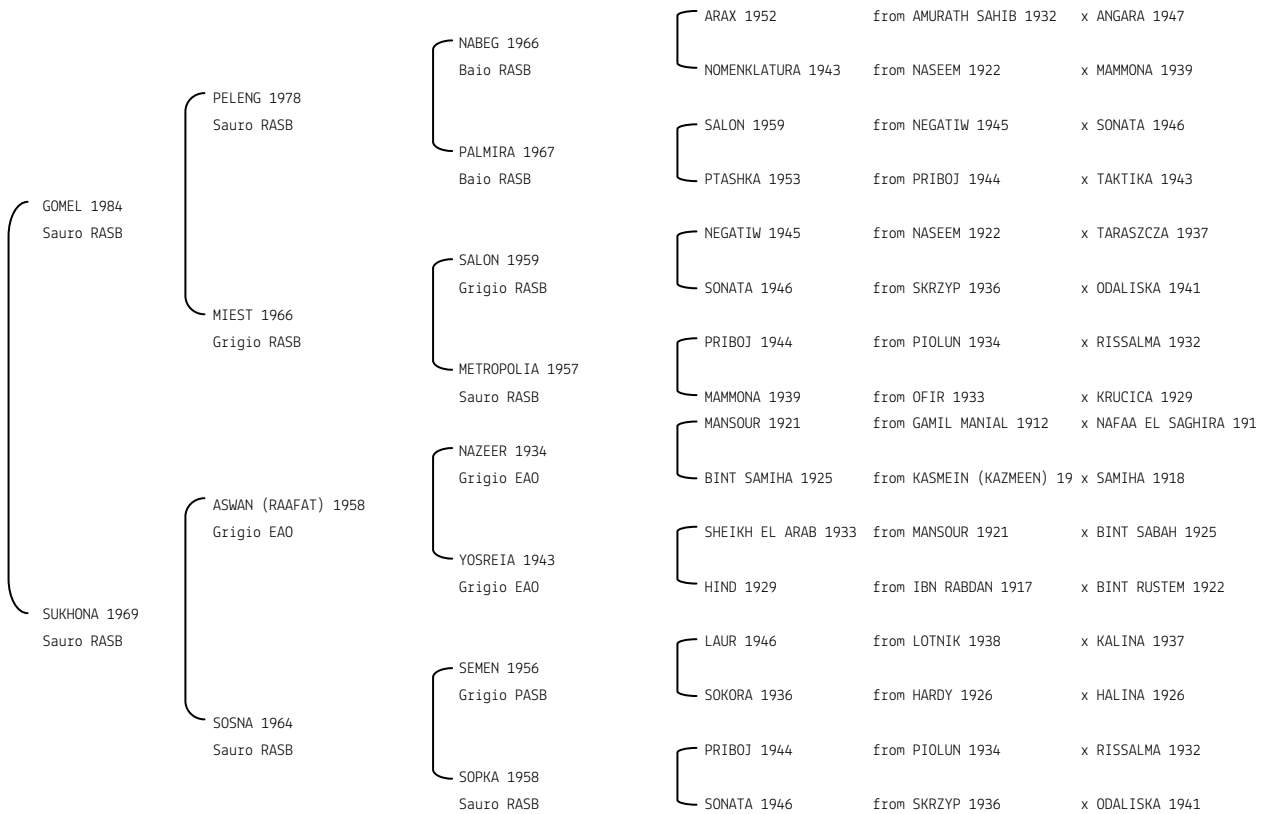 ARAX 1952 from AMURATH SAHIB 1932 x ANGARA 1947
NABEG 1966
Baio RASB NOMENKLATURA 1943 from NASEEM 1922 x MAMMONA 1939
PELENG 1978
Sauro RASB SALON 1959 from NEGATIW 1945 x SONATA 1946
PALMIRA 1967
Baio RASB PTASHKA 1953 from PRIBOJ 1944 x TAKTIKA 1943
GOMEL 1984
Sauro RASB NEGATIW 1945 from NASEEM 1922 x TARASZCZA 1937
SALON 1959
Grigio RASB SONATA 1946 from SKRZYP 1936 x ODALISKA 1941
MIEST 1966
Grigio RASB PRIBOJ 1944 from PIOLUN 1934 x RISSALMA 1932
METROPOLIA 1957
Sauro RASB MAMMONA 1939 from OFIR 1933 x KRUCICA 1929
MANSOUR 1921 from GAMIL MANIAL 1912 x NAFAA EL SAGHIRA 191
NAZEER 1934
Grigio EAO BINT SAMIHA 1925 from KASMEIN (KAZMEEN) 19 x SAMIHA 1918
ASWAN (RAAFAT) 1958
Grigio EAO SHEIKH EL ARAB 1933 from MANSOUR 1921 x BINT SABAH 1925
YOSREIA 1943
Grigio EAO HIND 1929 from IBN RABDAN 1917 x BINT RUSTEM 1922
SUKHONA 1969
Sauro RASB LAUR 1946 from LOTNIK 1938 x KALINA 1937
SEMEN 1956
Grigio PASB SOKORA 1936 from HARDY 1926 x HALINA 1926
SOSNA 1964
Sauro RASB PRIBOJ 1944 from PIOLUN 1934 x RISSALMA 1932
SOPKA 1958
Sauro RASB SONATA 1946 from SKRZYP 1936 x ODALISKA 1941